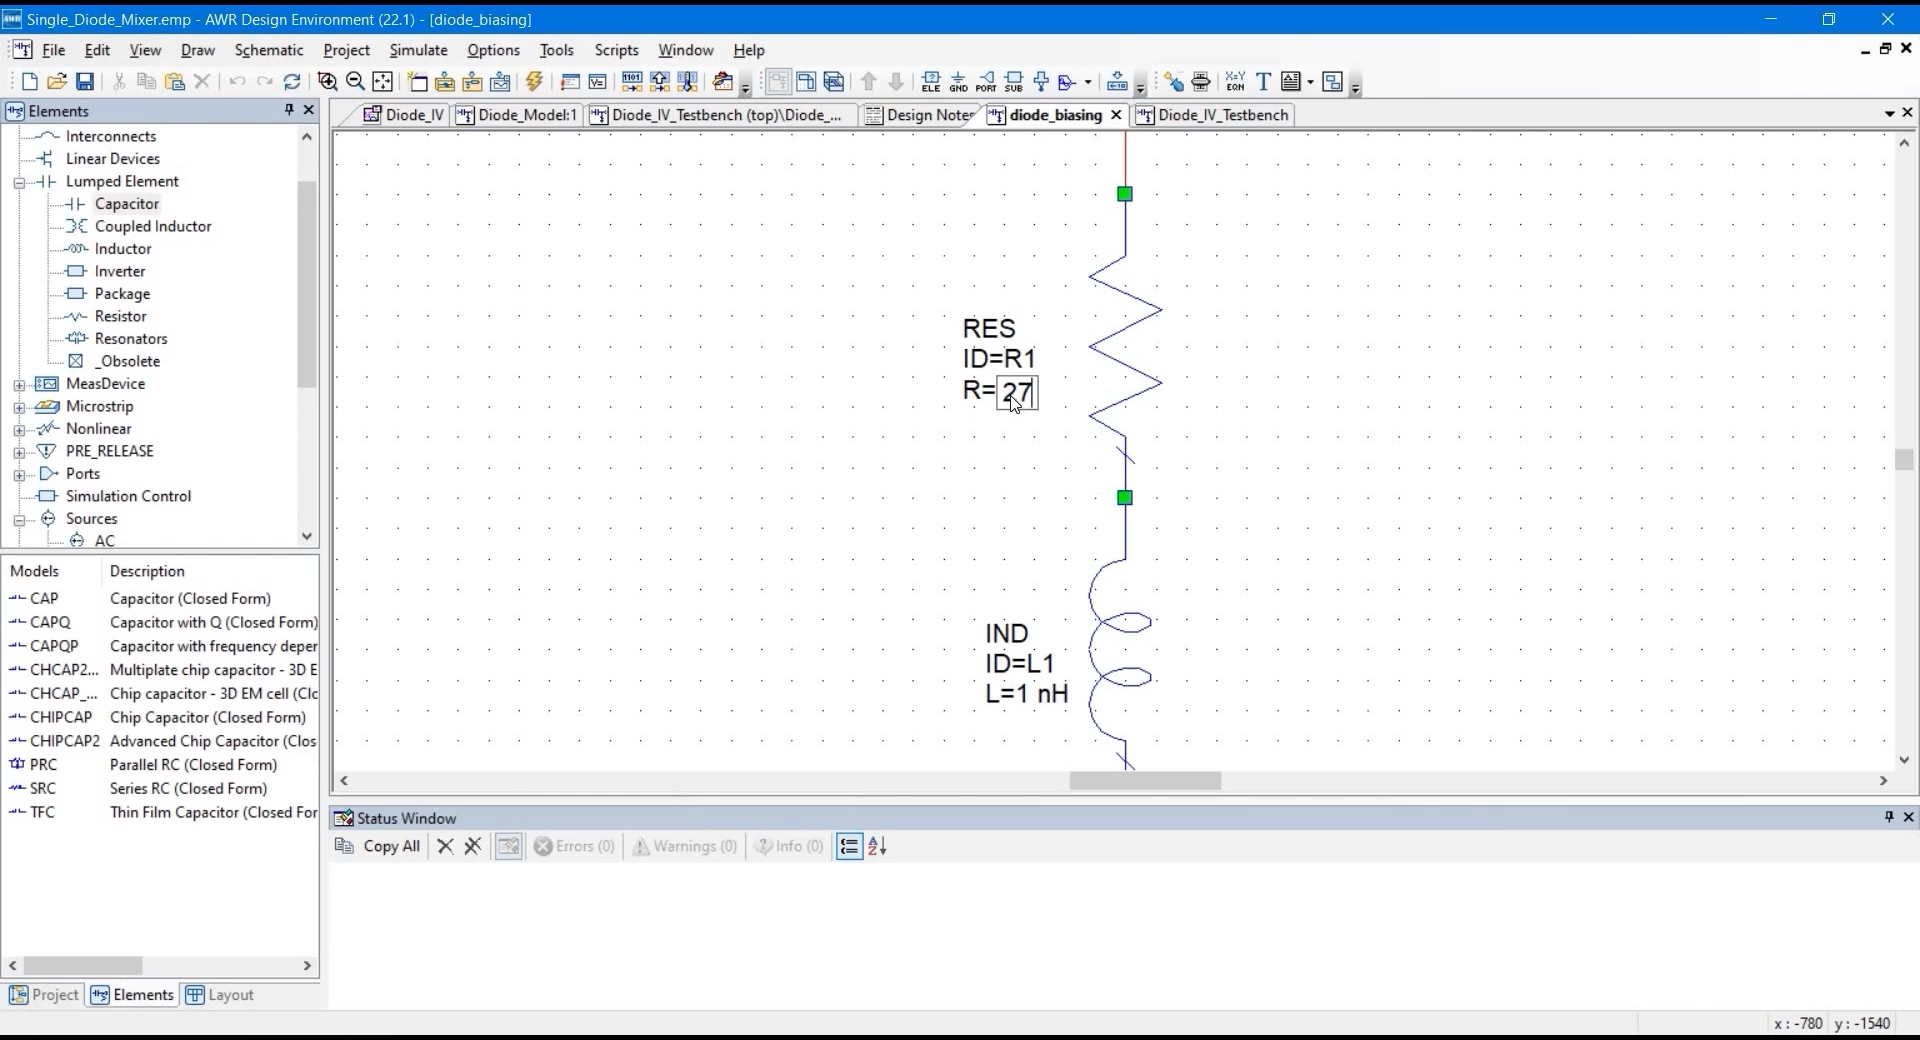 Single_Diode_Mixer.emp - AWR Design Environment (22.1) - [diode_biasing]
File Edit View Draw Schematic Project Simulate Options Tools Scripts Window Help
ELE GND PORT SUB X=Y EQN
Elements
Diode_IV Diode_Model:1 Diode_IV_Testbench (top)\Diode_... Design Notes diode_biasing Diode_IV_Testbench
Interconnects
Linear Devices
Lumped Element
Capacitor
Coupled Inductor
Inductor
Inverter
Package
Resistor
Resonators
_Obsolete
MeasDevice
Microstrip
Nonlinear
PRE_RELEASE
Ports
Simulation Control
Sources
AC
RES
ID=R1
R=27
IND
ID=L1
L=1 nH
Models Description
CAP Capacitor (Closed Form)
CAPQ Capacitor with Q (Closed Form)
CAPQP Capacitor with frequency deper
CHCAP2... Multiplate chip capacitor - 3D E
CHCAP_... Chip capacitor - 3D EM cell (Clc
CHIPCAP Chip Capacitor (Closed Form)
CHIPCAP2 Advanced Chip Capacitor (Clos
PRC Parallel RC (Closed Form)
SRC Series RC (Closed Form)
TFC Thin Film Capacitor (Closed For
Status Window
Copy All Errors (0) Warnings (0) Info (0)
Project Elements Layout
x : -780 y : -1540